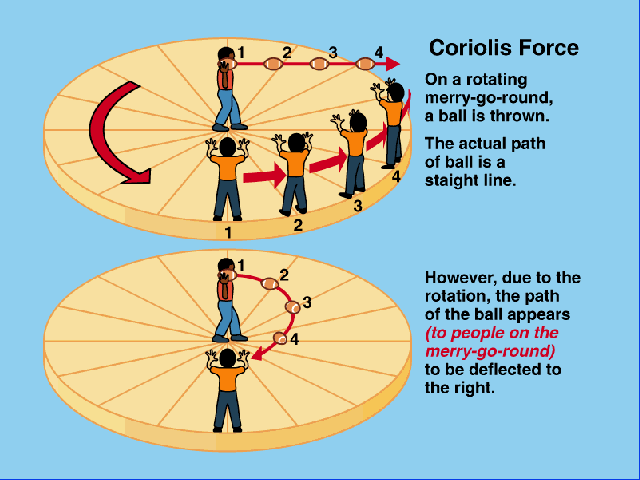 Coriolis Force
On a rotating
merry-go-round,
a ball is thrown.
The actual path
of ball is a
staight line.
1 2 3 4
1 2 3 4
However, due to the
rotation, the path
of the ball appears
(to people on the
merry-go-round)
to be deflected to
the right.
1
2
3
4